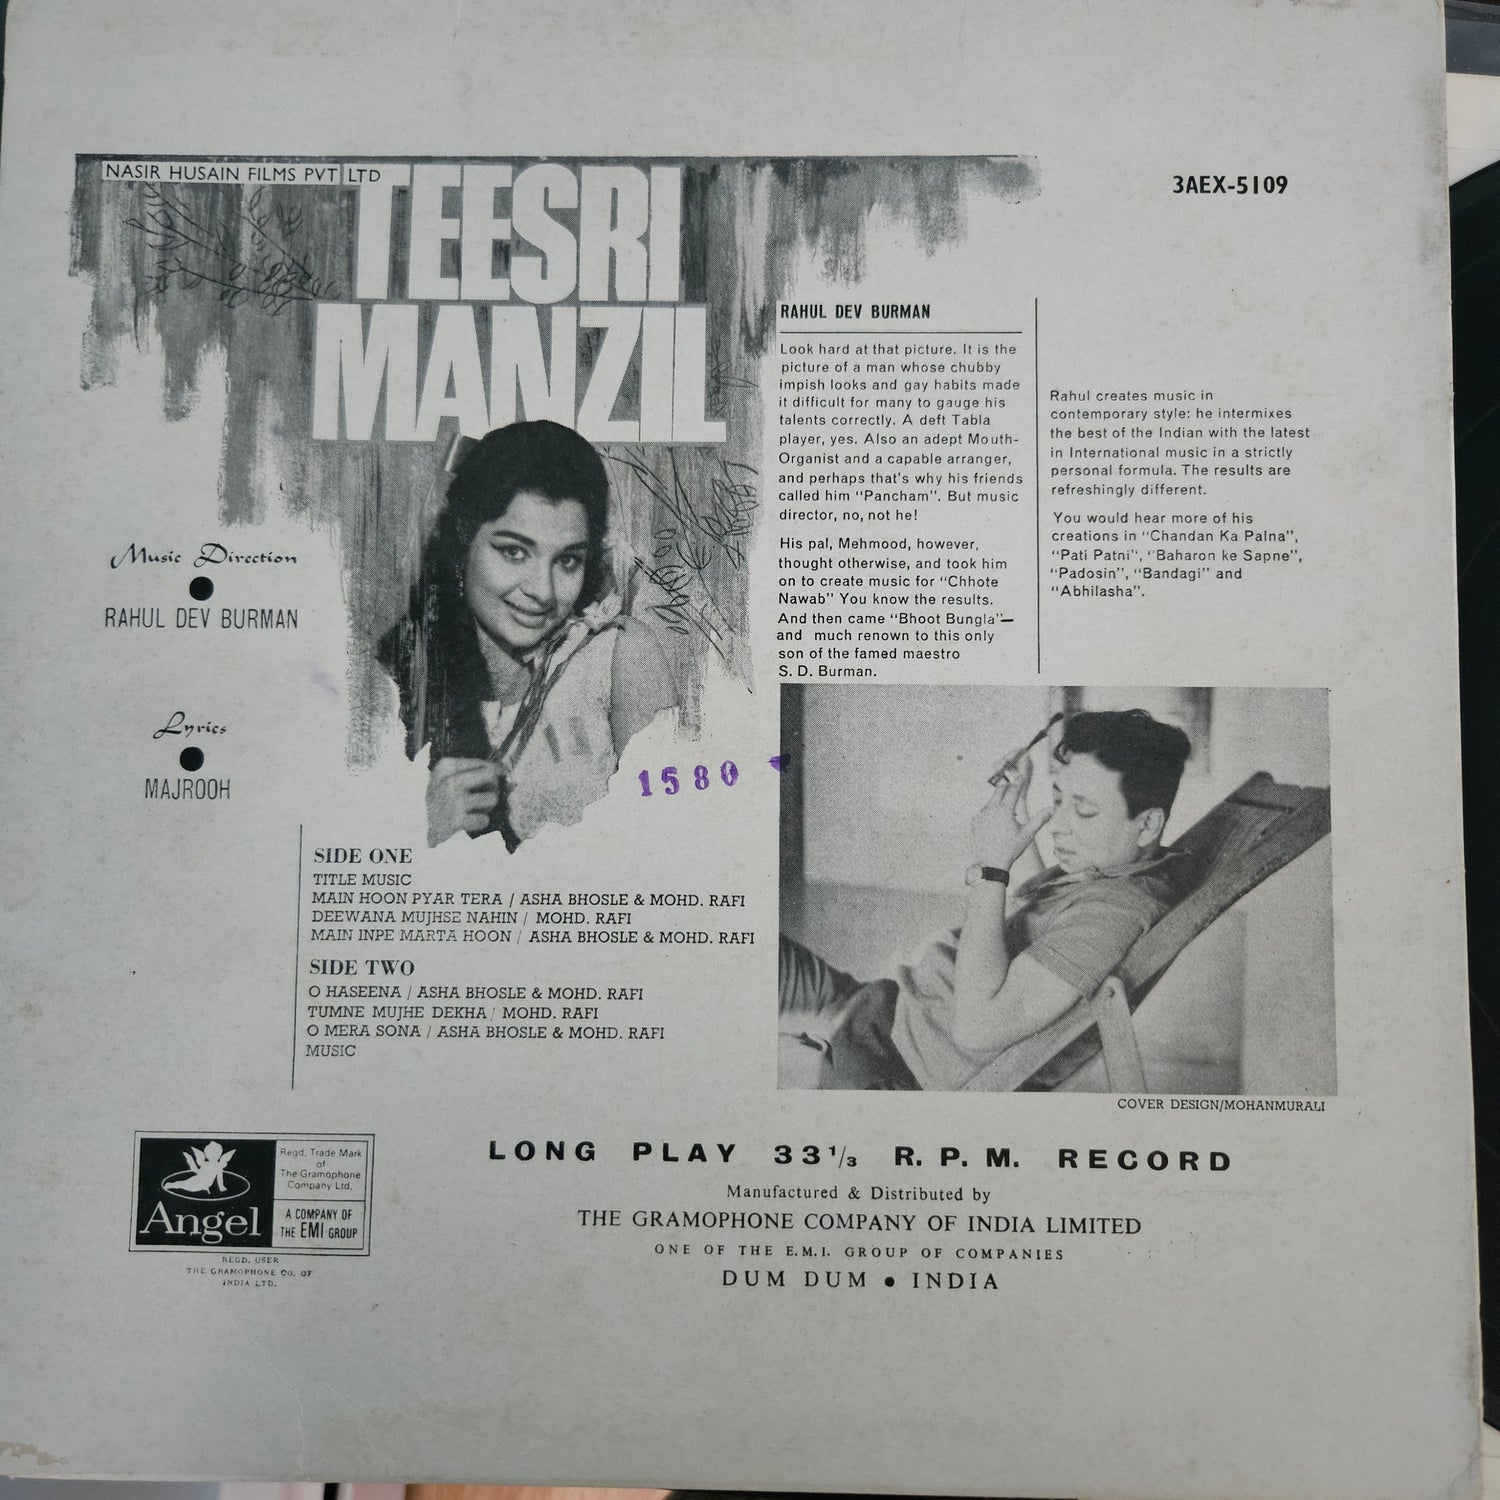 NASIR HUSAIN FILMS PVT LTD
TEESRI
MANZIL
3AEX-5109
Music Direction
RAHUL DEV BURMAN
Lyrics
MAJROOH
RAHUL DEV BURMAN
Look hard at that picture. It is the
picture of a man whose chubby
impish looks and gay habits made
it difficult for many to gauge his
talents correctly. A deft Tabla
player, yes. Also an adept Mouth-
Organist and a capable arranger,
and perhaps that's why his friends
called him "Pancham". But music
director, no, not he!
His pal, Mehmood, however,
thought otherwise, and took him
on to create music for "Chhote
Nawab" You know the results.
And then came "Bhoot Bungla"—
and much renown to this only
son of the famed maestro
S. D. Burman.
Rahul creates music in
contemporary style: he intermixes
the best of the Indian with the latest
in International music in a strictly
personal formula. The results are
refreshingly different.
You would hear more of his
creations in "Chandan Ka Palna",
"Pati Patni", "Baharon ke Sapne",
"Padosin", "Bandagi" and
"Abhilasha".
1580
SIDE ONE
TITLE MUSIC
MAIN HOON PYAR TERA / ASHA BHOSLE & MOHD. RAFI
DEEWANA MUJHSE NAHIN / MOHD. RAFI
MAIN INPE MARTA HOON / ASHA BHOSLE & MOHD. RAFI
SIDE TWO
O HASEENA / ASHA BHOSLE & MOHD. RAFI
TUMNE MUJHE DEKHA / MOHD. RAFI
O MERA SONA / ASHA BHOSLE & MOHD. RAFI
MUSIC
COVER DESIGN/MOHANMURALI
Angel
Regd. Trade Mark
of
The Gramophone
Company Ltd.
A COMPANY OF
THE EMI GROUP
REGD. USER
THE GRAMOPHONE CO. OF
INDIA LTD.
LONG PLAY 33 1/3 R. P. M. RECORD
Manufactured & Distributed by
THE GRAMOPHONE COMPANY OF INDIA LIMITED
ONE OF THE E.M.I. GROUP OF COMPANIES
DUM DUM ● INDIA